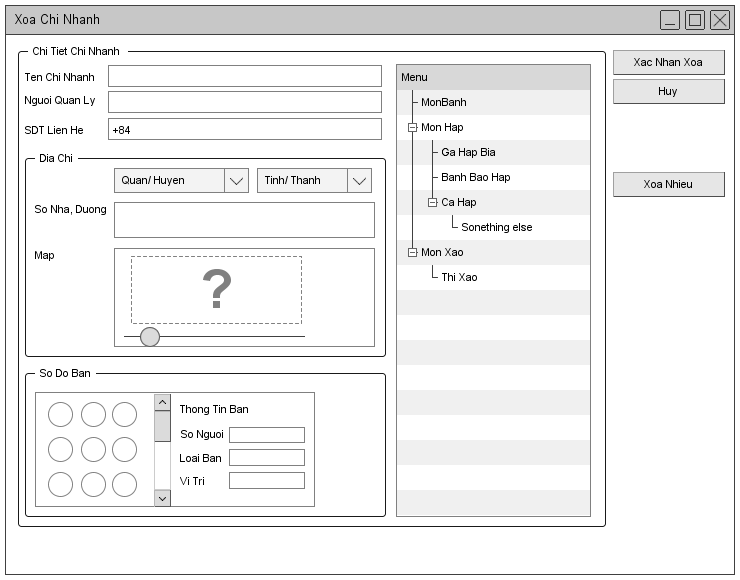 Xoa Chi Nhanh
Chi Tiet Chi Nhanh
Ten Chi Nhanh
Nguoi Quan Ly
SDT Lien He
+84
Dia Chi
Quan/ Huyen
Tinh/ Thanh
So Nha, Duong
Map
?
So Do Ban
Thong Tin Ban
So Nguoi
Loai Ban
Vi Tri
Menu
MonBanh
Mon Hap
Ga Hap Bia
Banh Bao Hap
Ca Hap
Sonething else
Mon Xao
Thi Xao
Xac Nhan Xoa
Huy
Xoa Nhieu